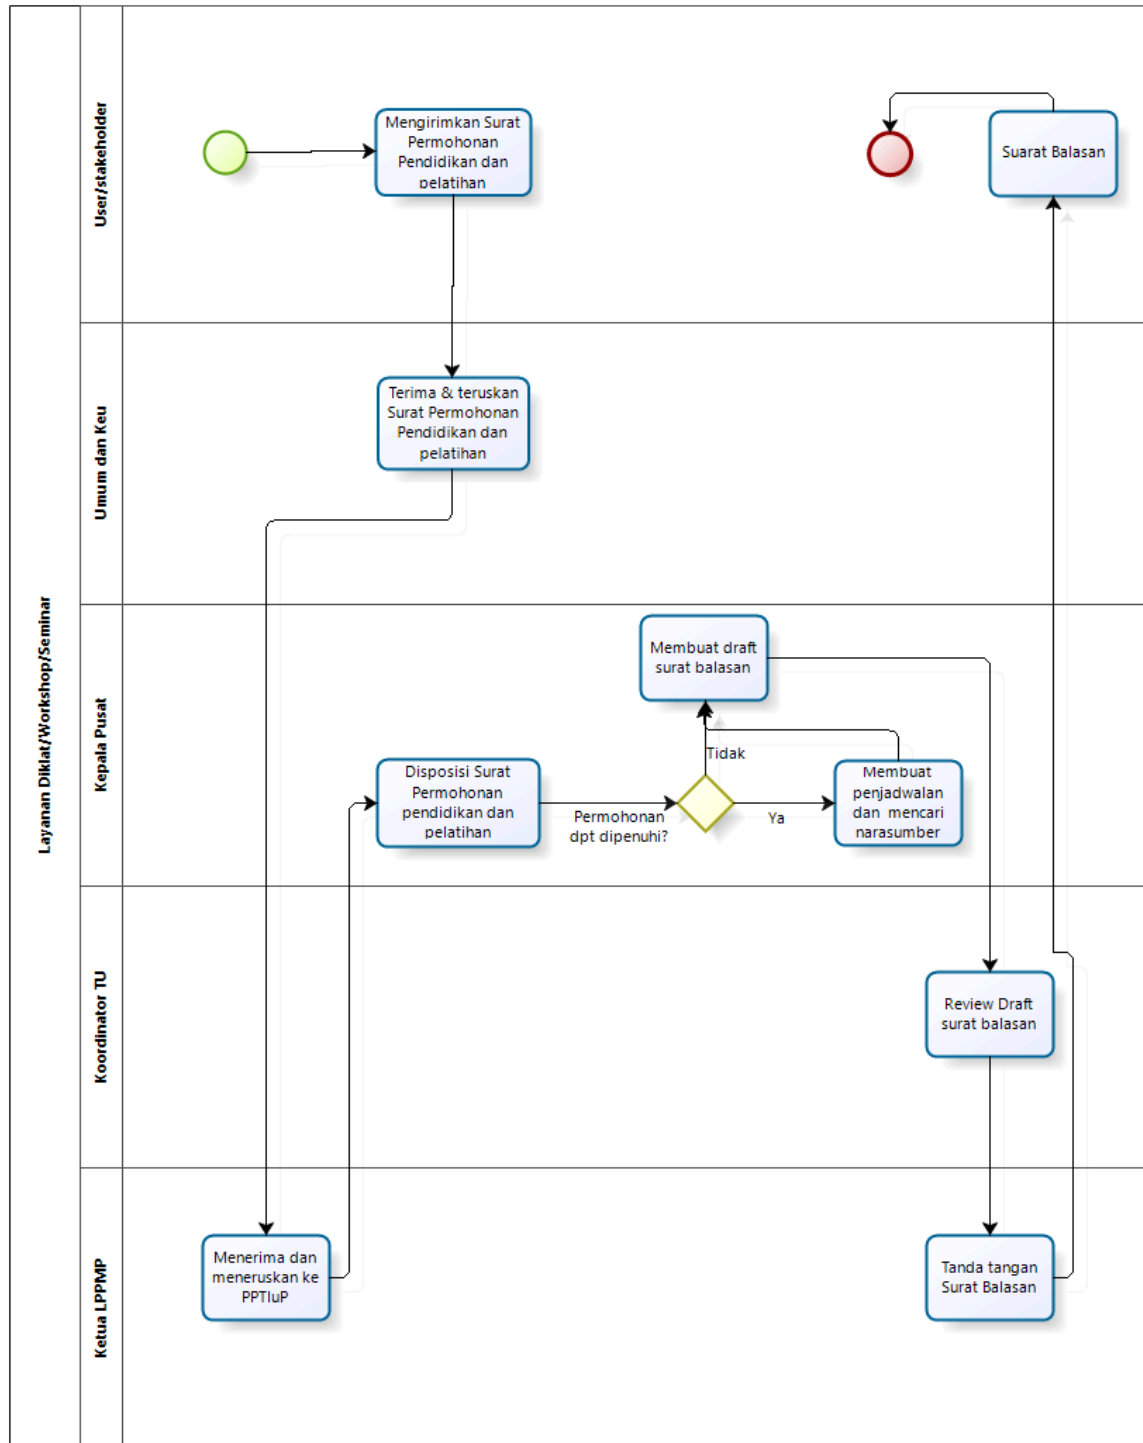 Layanan Diklat/Workshop/Seminar
User/stakeholder
Mengirimkan Surat
Permohonan
Pendidikan dan
pelatihan
Suarat Balasan
Umum dan Keu
Terima & teruskan
Surat Permohonan
Pendidikan dan
pelatihan
Kepala Pusat
Membuat draft
surat balasan
Tidak
Disposisi Surat
Permohonan
pendidikan dan
pelatihan
Permohonan
dpt dipenuhi?
Ya
Membuat
penjadwalan
dan mencari
narasumber
Koordinator TU
Review Draft
surat balasan
Ketua LPPMP
Menerima dan
meneruskan ke
PPTIuP
Tanda tangan
Surat Balasan